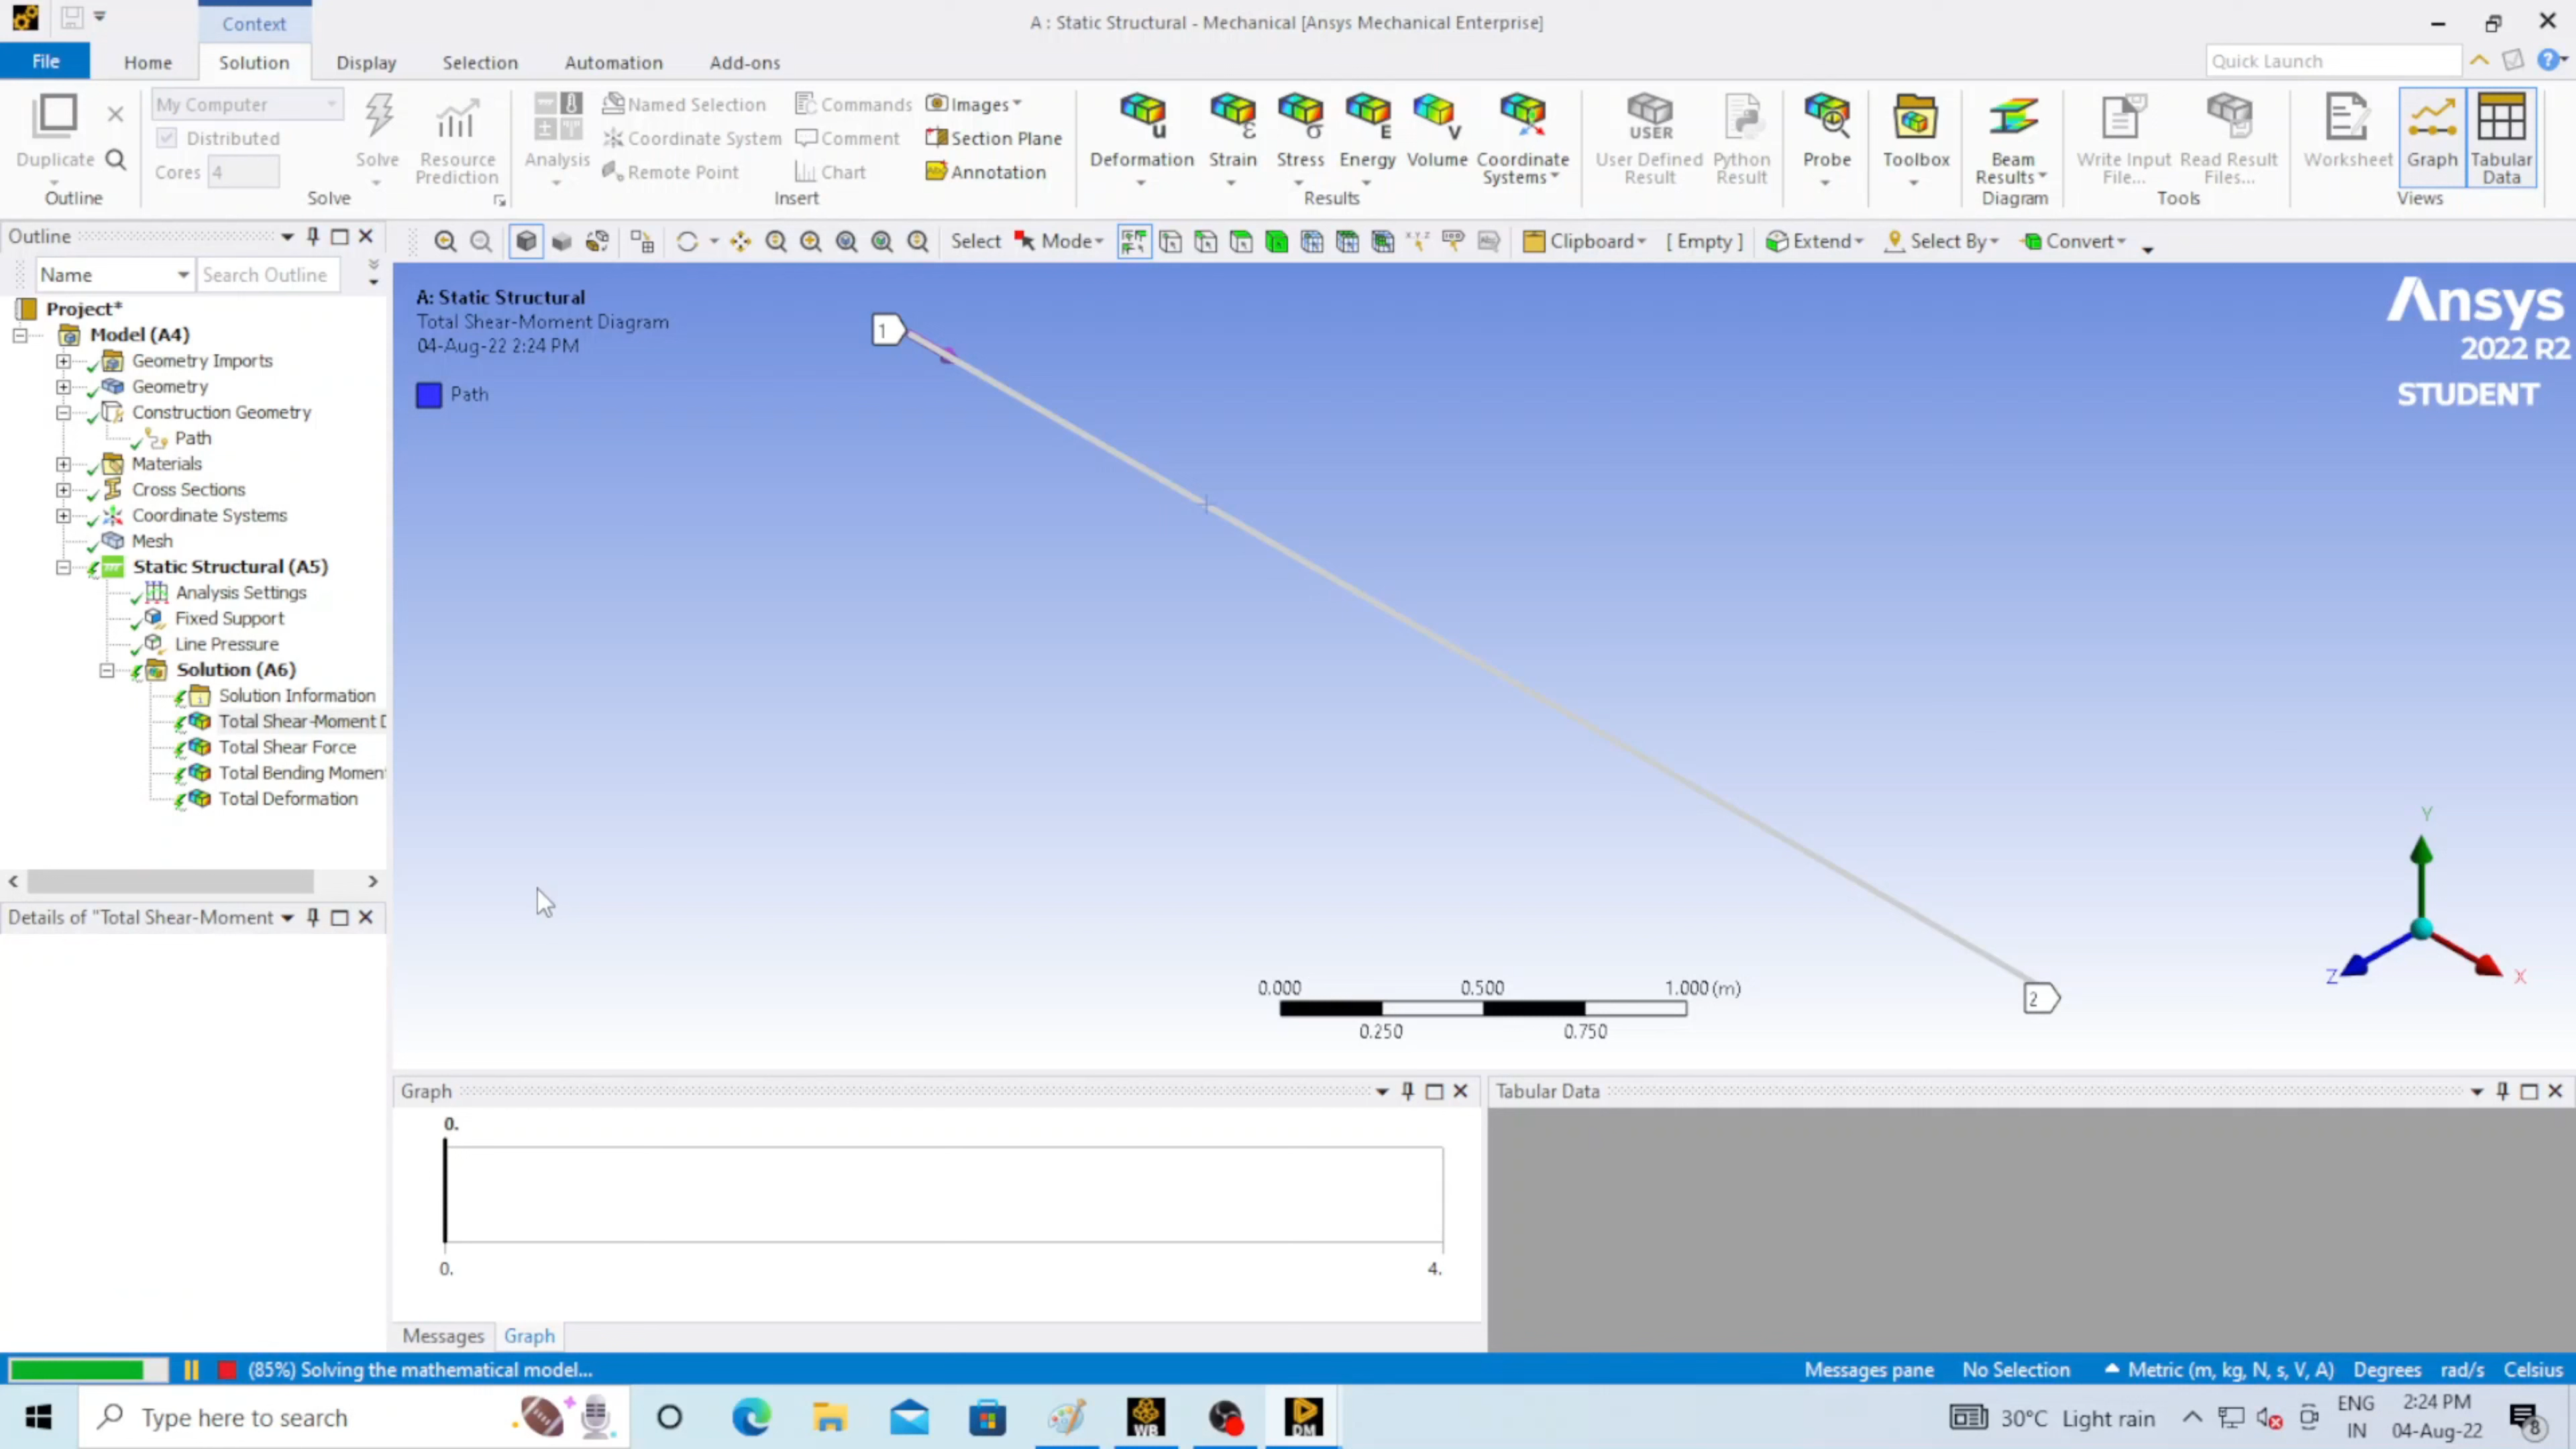 Context
A : Static Structural - Mechanical [Ansys Mechanical Enterprise]
File
Home
Solution
Display
Selection
Automation
Add-ons
Quick Launch
Duplicate
Outline
My Computer
Distributed
Cores 4
Solve
Resource Prediction
Solve
Analysis
Named Selection
Coordinate System
Remote Point
Commands
Comment
Chart
Images
Section Plane
Annotation
Insert
Deformation
Strain
Stress
Energy
Volume
Coordinate Systems
Results
USER
User Defined Result
Python Result
Probe
Toolbox
Beam Results
Diagram
Write Input File...
Read Result Files...
Tools
Worksheet
Graph
Tabular Data
Views
Outline
Name
Search Outline
Select
Mode
Clipboard
[ Empty ]
Extend
Select By
Convert
Project*
Model (A4)
Geometry Imports
Geometry
Construction Geometry
Path
Materials
Cross Sections
Coordinate Systems
Mesh
Static Structural (A5)
Analysis Settings
Fixed Support
Line Pressure
Solution (A6)
Solution Information
Total Shear-Moment D
Total Shear Force
Total Bending Moment
Total Deformation
Details of "Total Shear-Moment
A: Static Structural
Total Shear-Moment Diagram
04-Aug-22 2:24 PM
Path
1
2
Ansys
2022 R2
STUDENT
Y
Z
X
0.000 0.500 1.000 (m)
0.250 0.750
Graph
0.
0. 4.
Messages
Graph
Tabular Data
(85%) Solving the mathematical model...
Messages pane
No Selection
Metric (m, kg, N, s, V, A)
Degrees
rad/s
Celsius
Type here to search
WB
DM
30°C Light rain
ENG
IN
2:24 PM
04-Aug-22
8